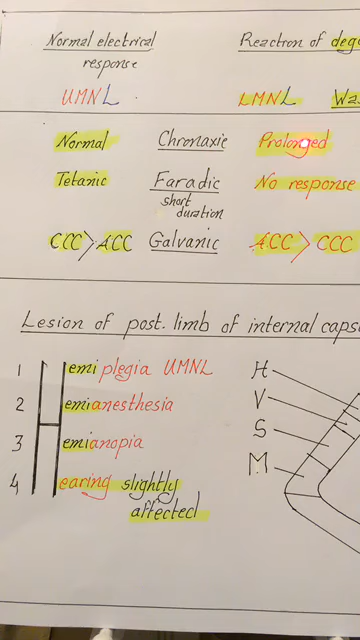 Normal electrical Reaction of deg
response
UMNL LMNL Wa
Normal Chronaxie Prolonged
Tetanic Faradic No response
short
duration
CCC > ACC Galvanic ACC > CCC
Lesion of post. limb of internal caps
1 emiplegia UMNL
2 emianesthesia
H
3 emianopia
4 earing slightly
affected
H
V
S
M